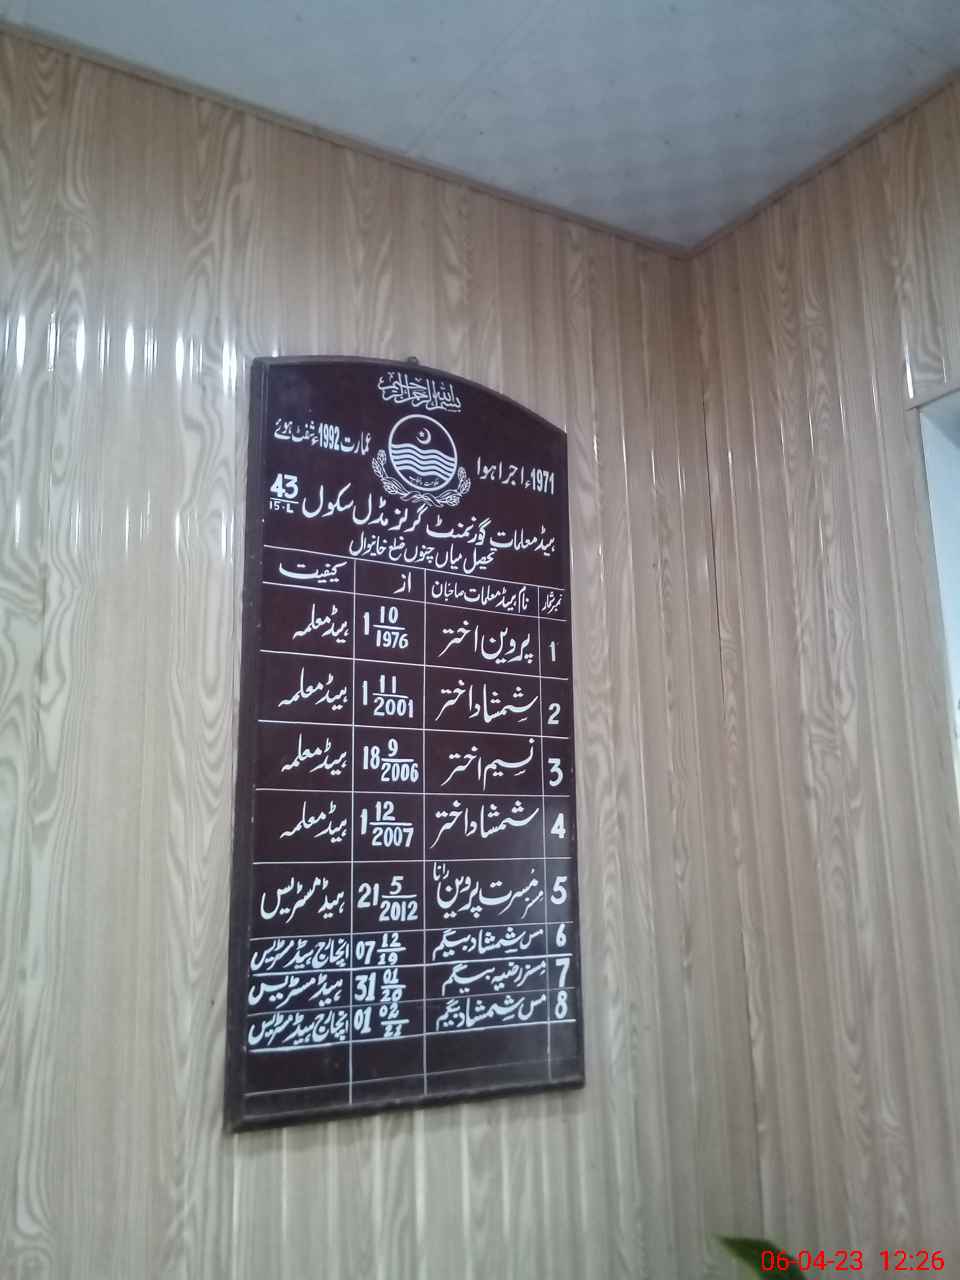 بسم اللہ الرحمن الرحیم
1971ء اجرا ہوا
عمارت 1992ء شفٹ ہوئے
ہیڈ معلمات گورنمنٹ گرلز مڈل سکول 43/15-L
تحصیل میاں چنوں ضلع خانیوال
نمبر شمار نام ہیڈ معلمات صاحبان از کیفیت
1 پروین اختر 1 10/1976 ہیڈ معلمہ
2 شمشاد اختر 1 11/2001 ہیڈ معلمہ
3 نسیم اختر 18 9/2006 ہیڈ معلمہ
4 شمشاد اختر 1 12/2007 ہیڈ معلمہ
5 مسز مسرت پروین رانا 21 5/2012 ہیڈ مسٹریس
6 مس شمشاد بیگم 07 12/19 انچارج ہیڈ مسٹریس
7 مسز رضیہ بیگم 31 01/20 ہیڈ مسٹریس
8 مس شمشاد بیگم 01 02/21 انچارج ہیڈ مسٹریس
06-04-23 12:26